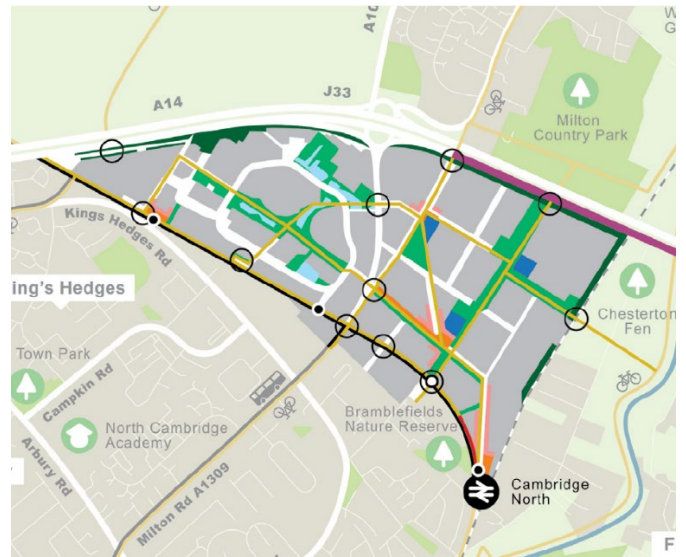 A10
W
G
A14
J33
Milton
Country Park
Kings Hedges Rd
ing's Hedges
Chesterton
Fen
Town Park
Campkin Rd
North Cambridge
Academy
Bramblefields
Nature Reserve
Arbury Rd
Milton Rd A1309
Cambridge
North
F